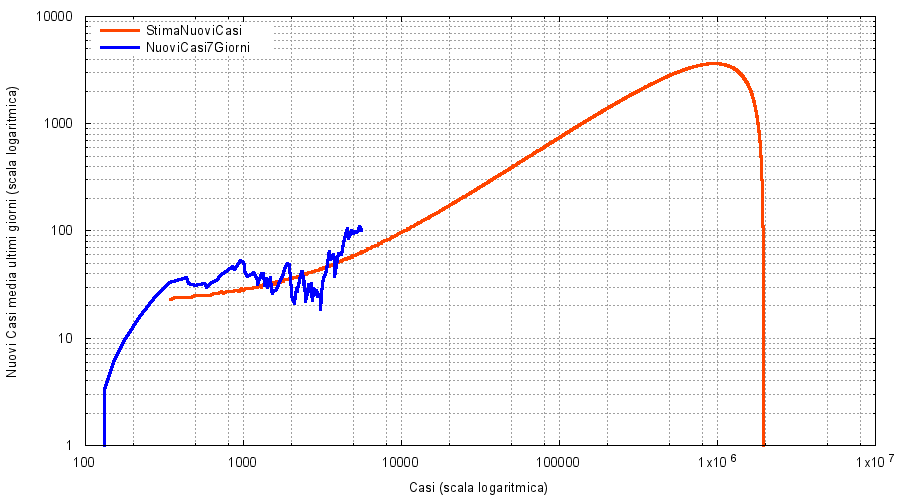 10000
1000
100
10
1
StimaNuoviCasi
NuoviCasi7Giorni
Nuovi Casi media ultimi giorni (scala logaritmica)
100 1000 10000 100000 1x10 6 1x10 7
Casi (scala logaritmica)